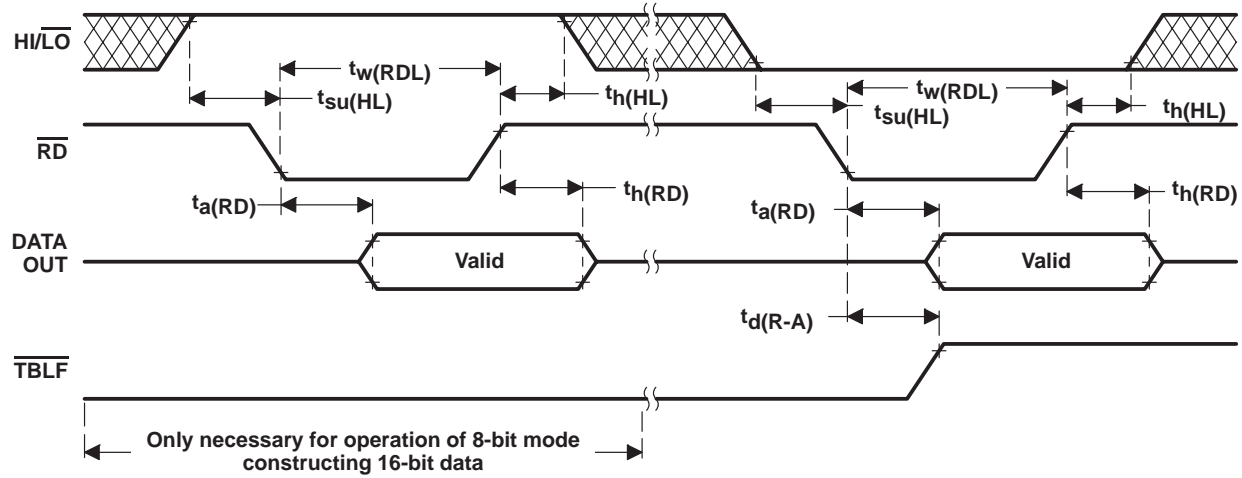 HI/LO
tw(RDL)
tsu(HL)
th(HL)
tw(RDL)
tsu(HL)
th(HL)
RD
ta(RD)
th(RD)
ta(RD)
th(RD)
DATA
OUT
Valid
Valid
td(R-A)
TBLF
Only necessary for operation of 8-bit mode
constructing 16-bit data